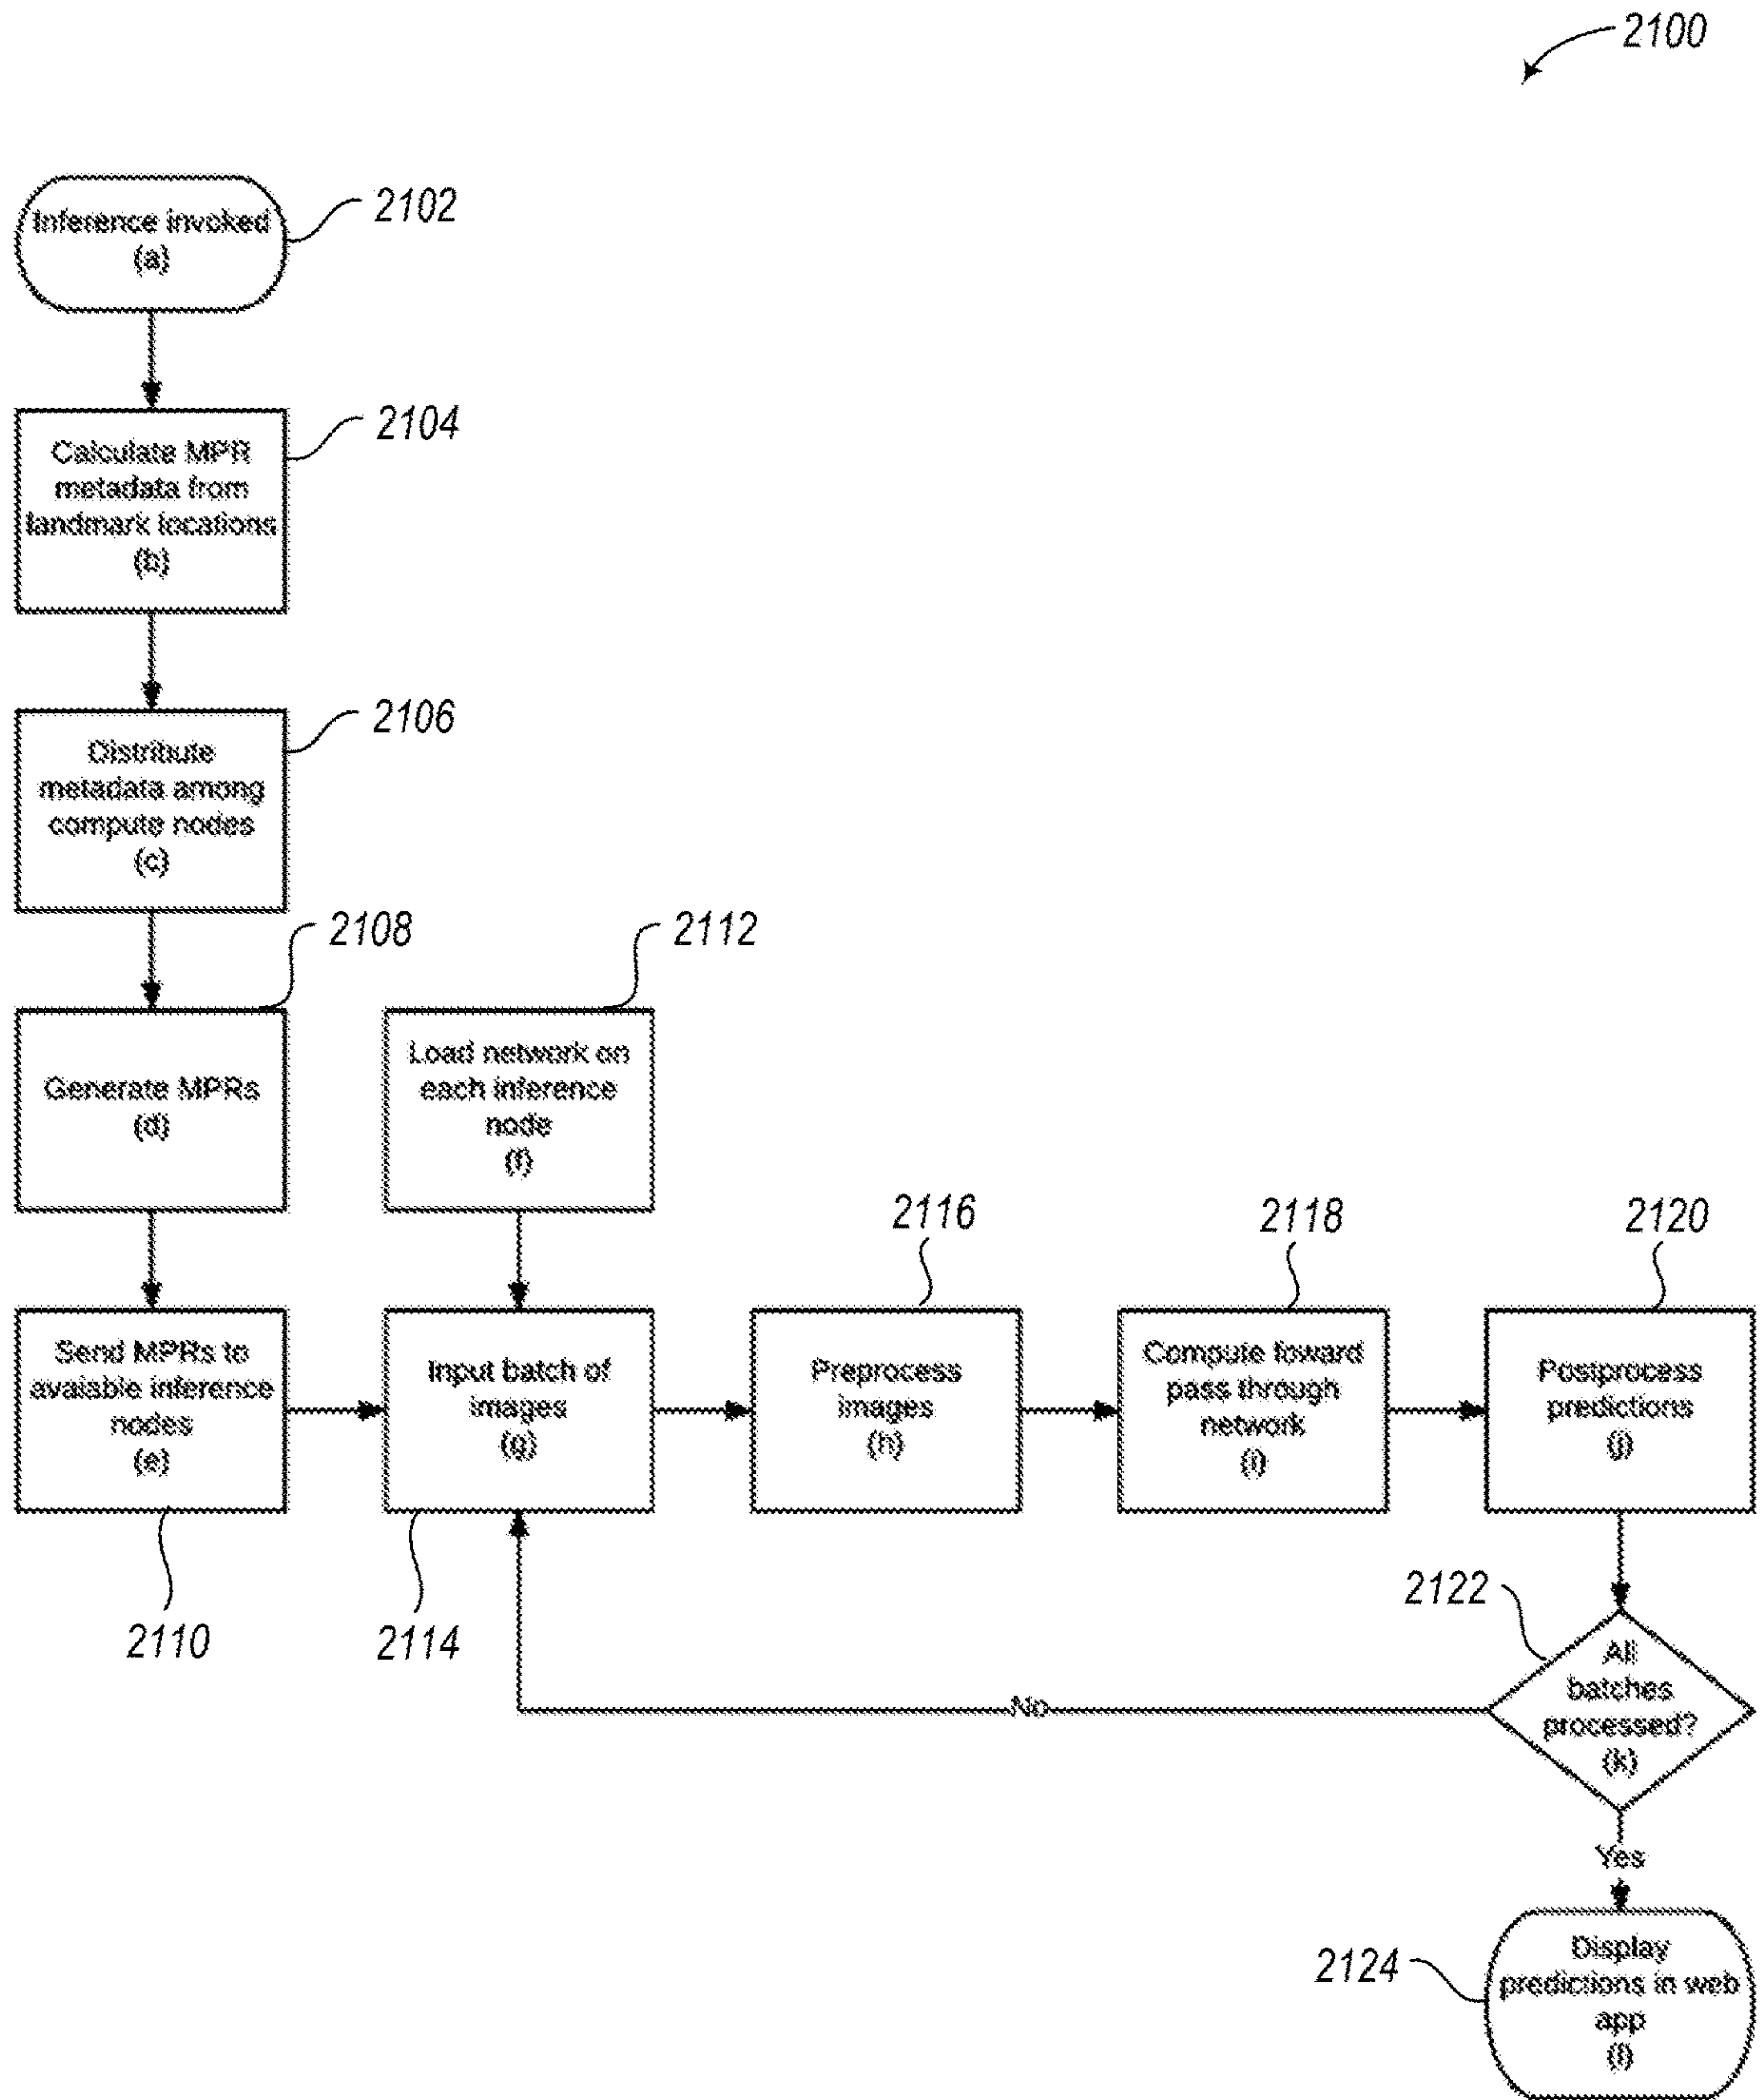 2100
Inference invoked
(a)
2102
Calculate MPR
metadata from
landmark locations
(b)
2104
Distribute
metadata among
compute nodes
(c)
2106
Generate MPRs
(d)
2108
Load network on
each inference
node
(f)
2112
Send MPRs to
avaiable inference
nodes
(e)
2110
Input batch of
images
(g)
2114
Preprocess
images
(h)
2116
Compute foward
pass through
network
(i)
2118
Postprocess
predictions
(j)
2120
All
batches
processed?
(k)
2122
No
Yes
Display
predictions in web
app
(l)
2124